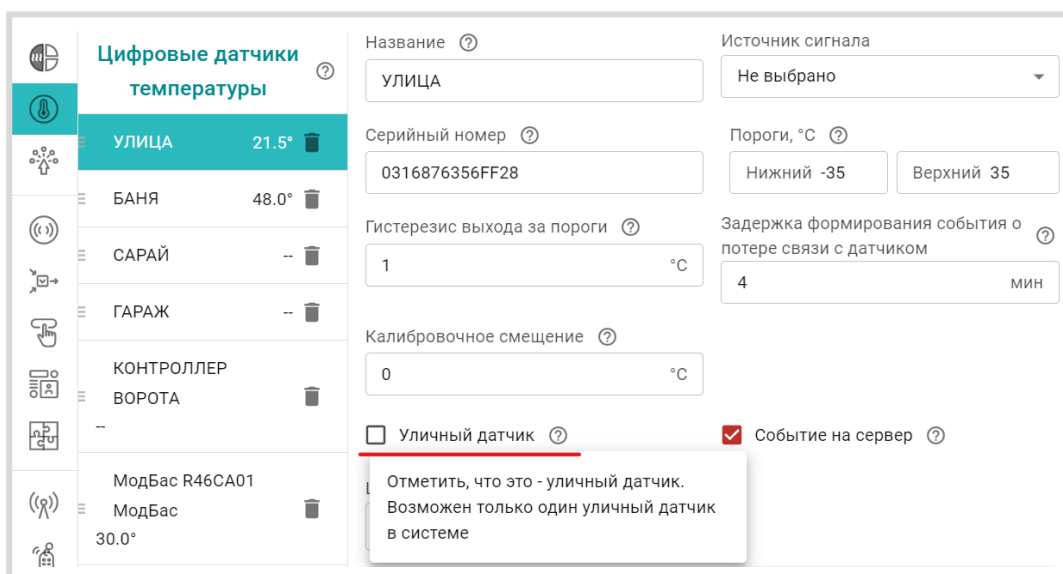 Цифровые датчики
температуры
УЛИЦА 21.5°
БАНЯ 48.0°
САРАЙ --
ГАРАЖ --
КОНТРОЛЛЕР
ВОРОТА
--
МодБас R46CA01
МодБас
30.0°
Название
УЛИЦА
Источник сигнала
Не выбрано
Серийный номер
0316876356FF28
Пороги, °C
Нижний -35
Верхний 35
Гистерезис выхода за пороги
1 °C
Задержка формирования события о
потере связи с датчиком
4 мин
Калибровочное смещение
0 °C
Уличный датчик
Событие на сервер
Отметить, что это - уличный датчик.
Возможен только один уличный датчик
в системе